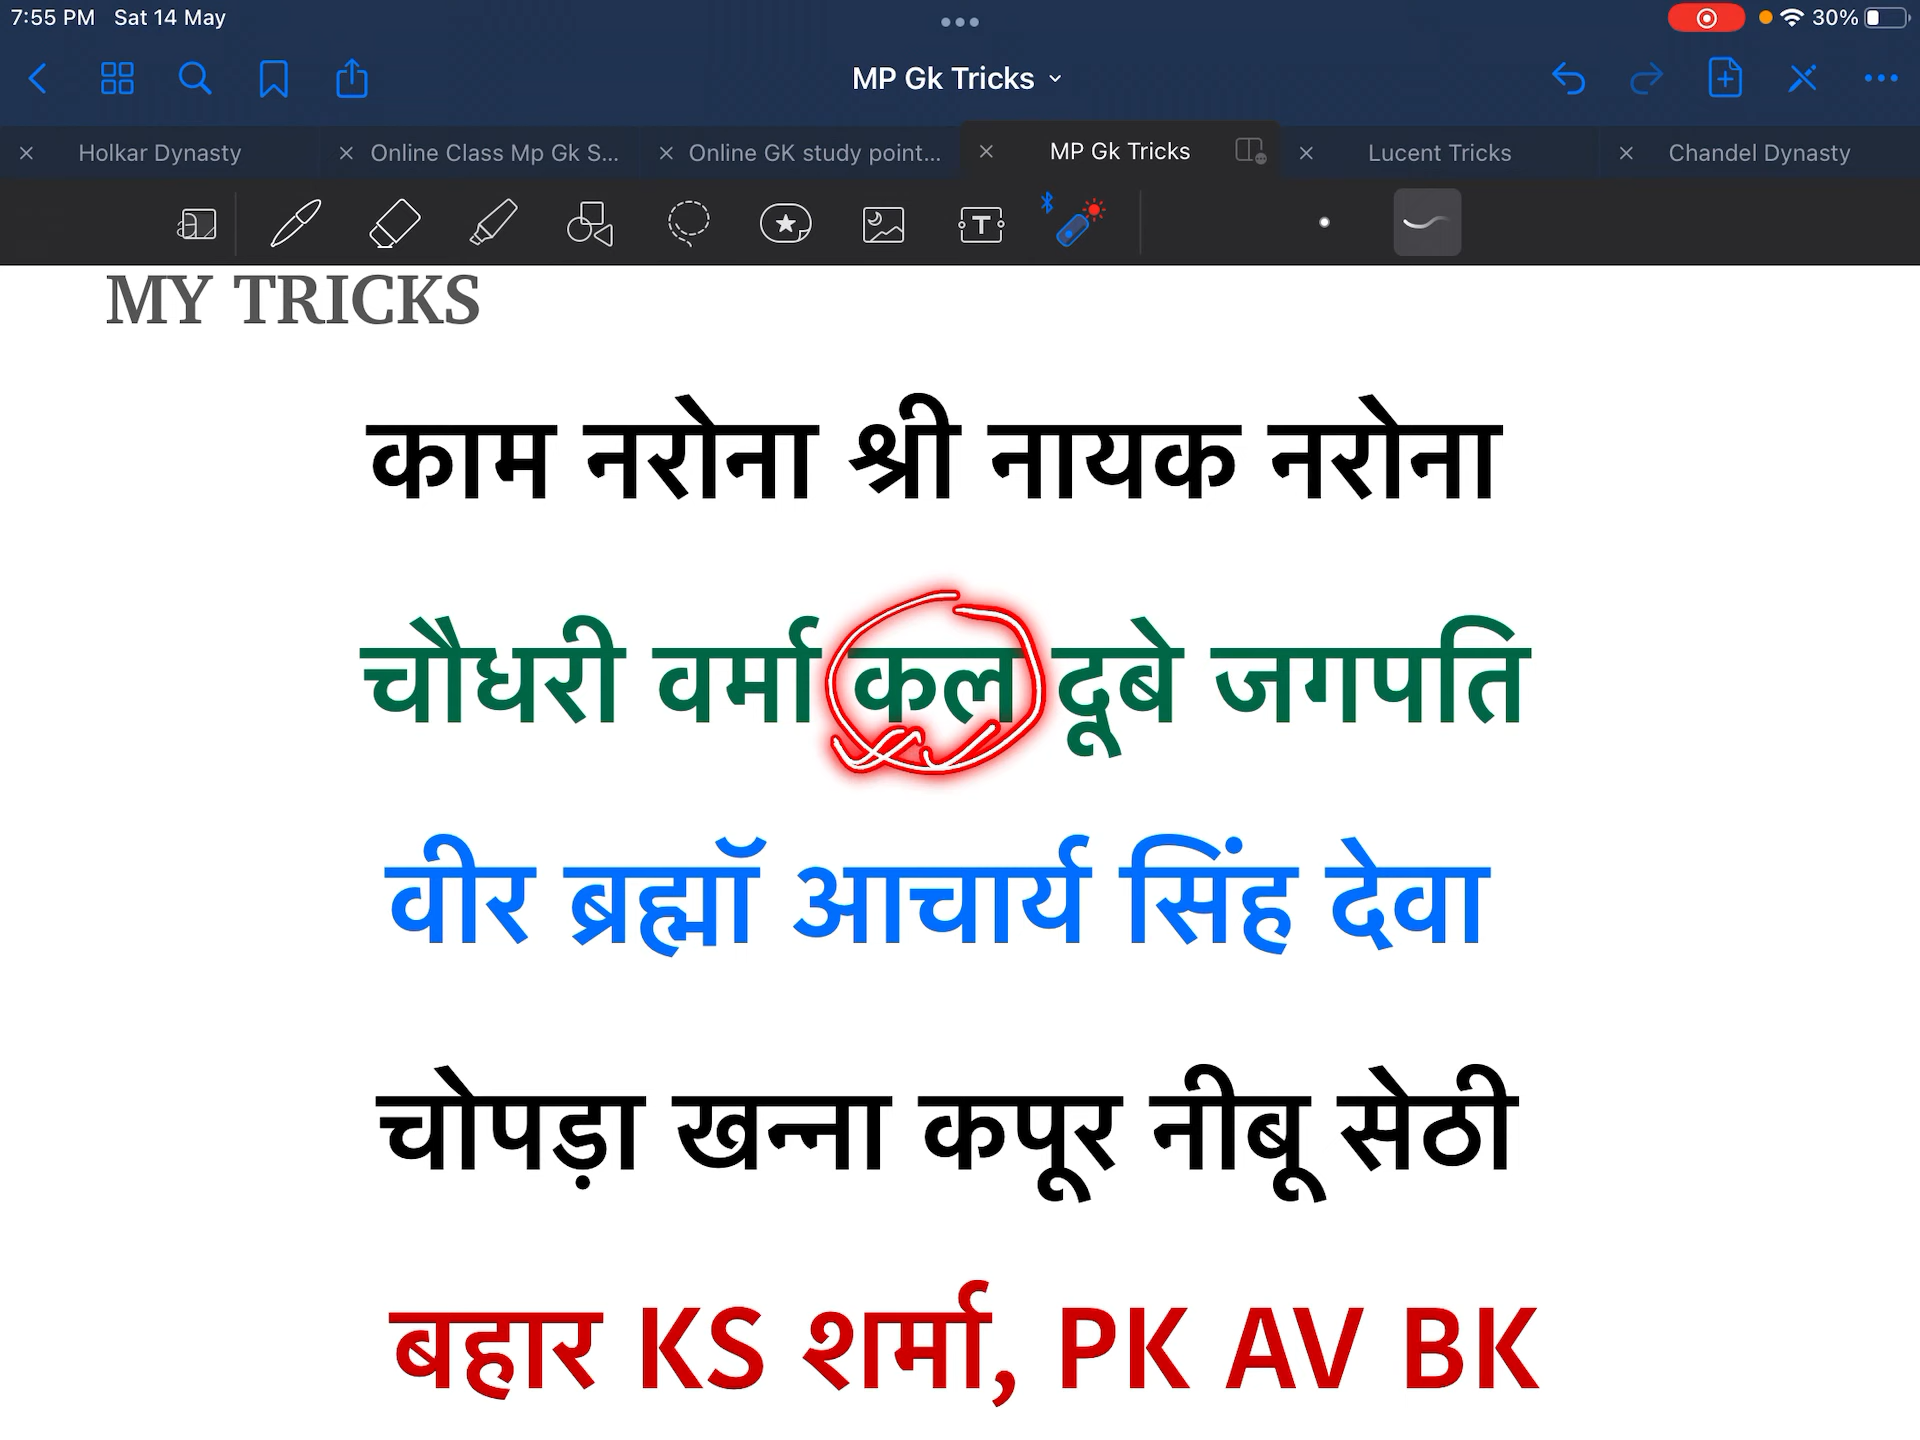 7:55 PM Sat 14 May
30%
MP Gk Tricks
Holkar Dynasty
Online Class Mp Gk S...
Online GK study point...
MP Gk Tricks
Lucent Tricks
Chandel Dynasty
MY TRICKS
काम नरोना श्री नायक नरोना
चौधरी वर्मा कल दूबे जगपति
वीर ब्रह्मॉ आचार्य सिंह देवा
चोपड़ा खन्ना कपूर नीबू सेठी
बहार KS शर्मा, PK AV BK